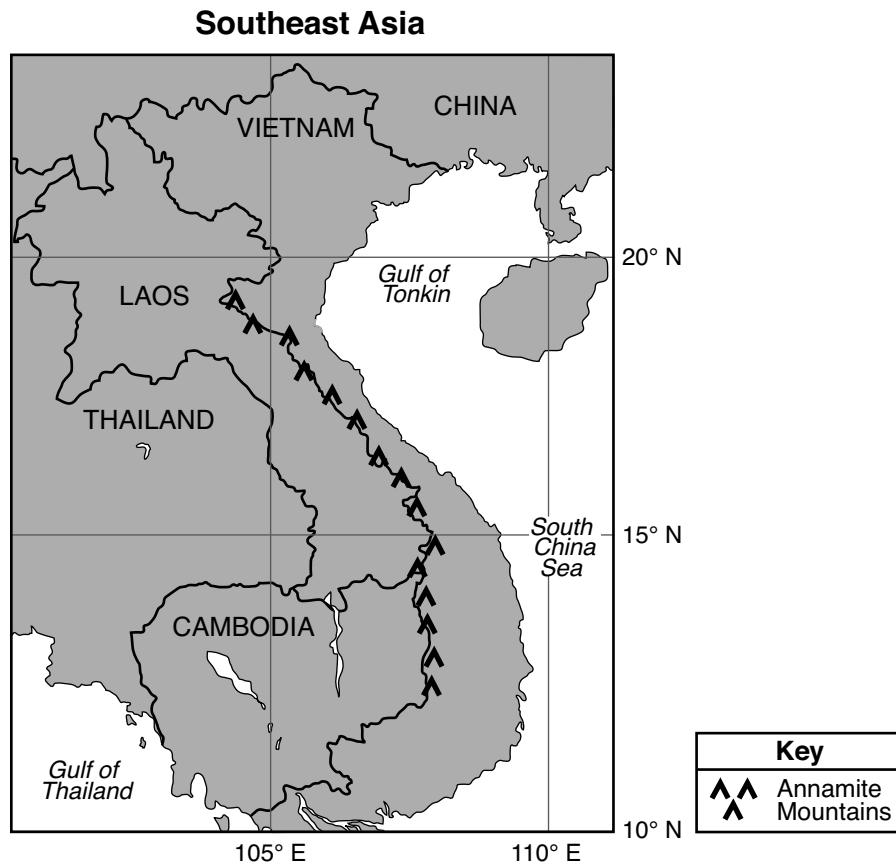 Southeast Asia
CHINA
VIETNAM
20° N
Gulf of
Tonkin
LAOS
THAILAND
South
China
Sea
15° N
CAMBODIA
Gulf of
Thailand
Key
Annamite
Mountains
10° N
105° E
110° E